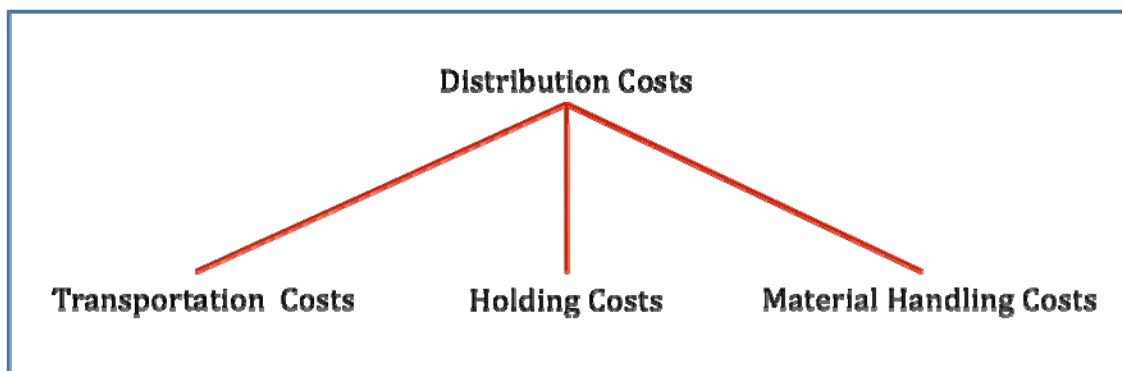 Distribution Costs
Transportation Costs Holding Costs Material Handling Costs